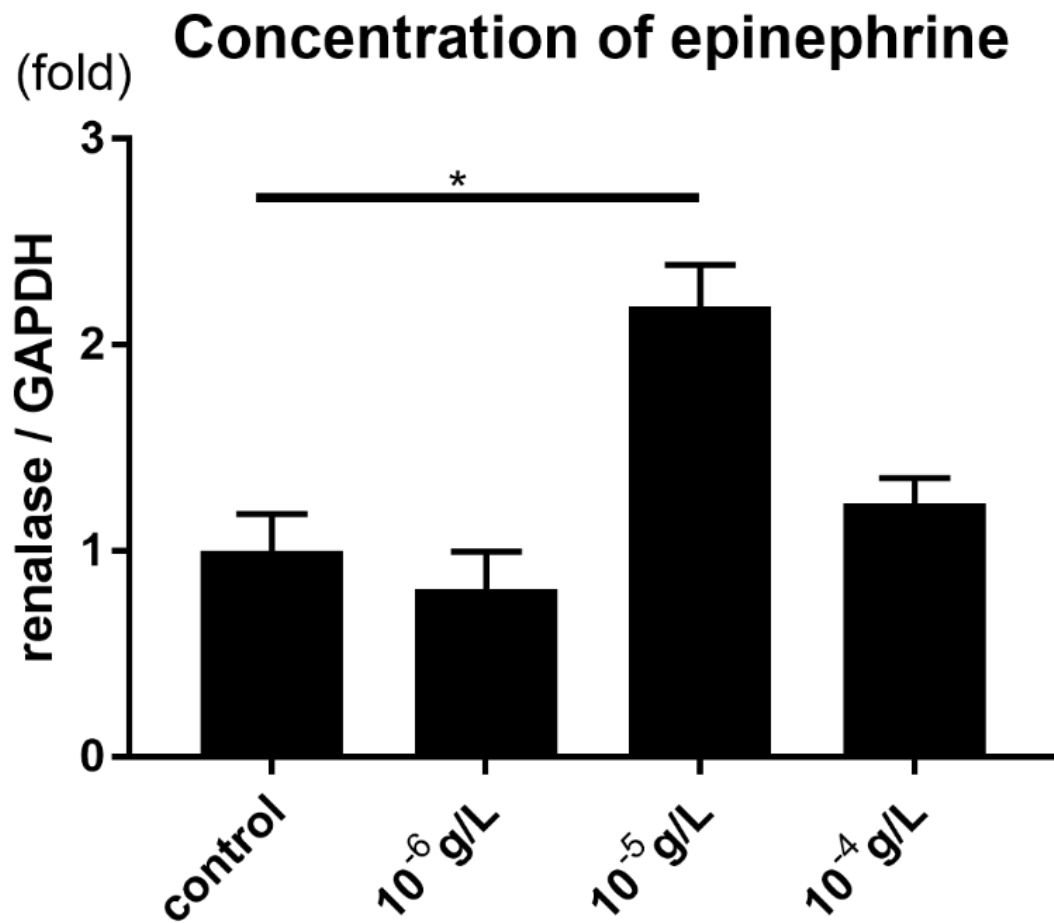 Concentration of epinephrine
(fold)
renalase / GAPDH
3
*
2
1
0
control
10⁻⁶ g/L
10⁻⁵ g/L
10⁻⁴ g/L